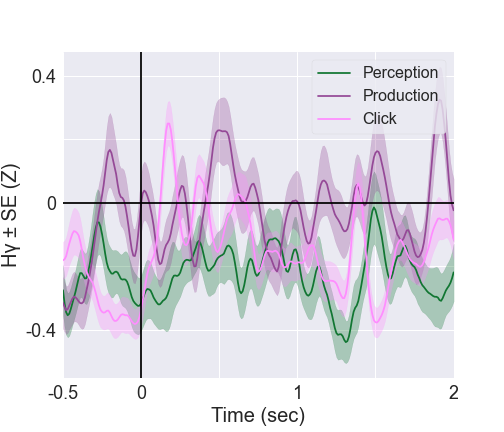 Perception
Production
Click
0.4
0
-0.4
Hγ ± SE (Z)
-0.5
0
1
2
Time (sec)